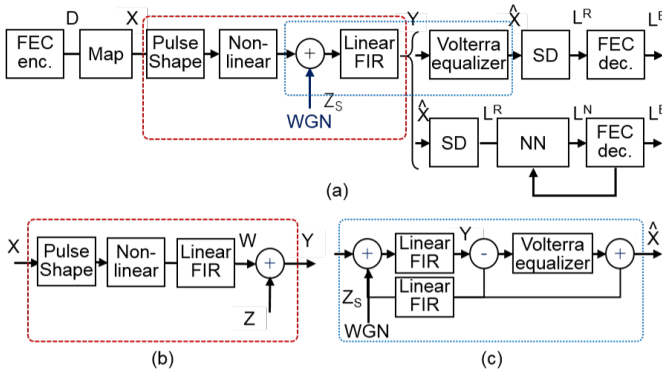 D X Y X̂ L^R L^E
FEC enc.
Map
Pulse Shape
Non-linear
+
Linear FIR
Volterra equalizer
SD
FEC dec.
Z_S
WGN
X̂ L^R L^N L^E
SD
NN
FEC dec.
(a)
X W Y
Pulse Shape
Non-linear
Linear FIR
+
Z
(b)
Y X̂
+
Linear FIR
-
Volterra equalizer
+
Linear FIR
Z_S
WGN
(c)